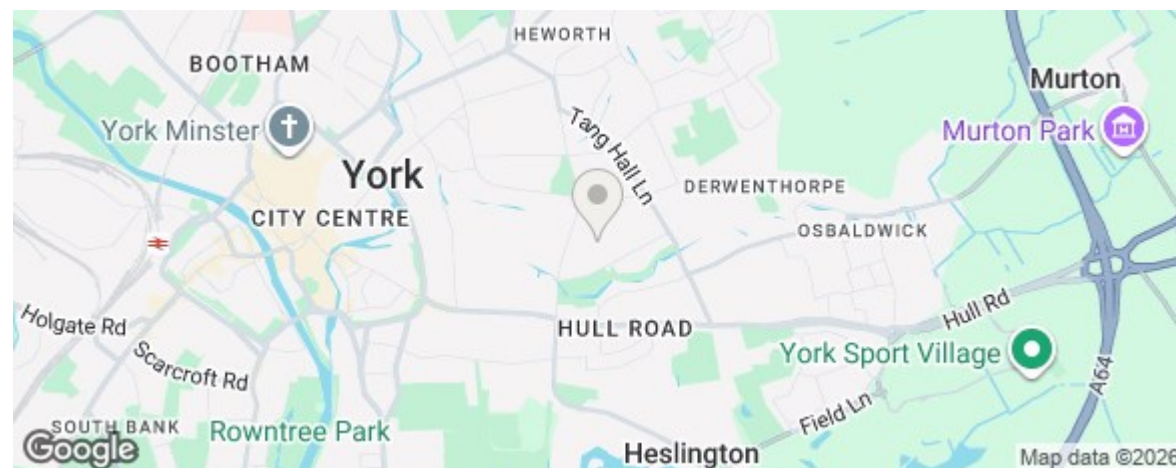 HEWORTH
BOOTHAM
Murton
York Minster
Tang Hall Ln
Murton Park
York
DERWENTHORPE
CITY CENTRE
OSBALDWICK
Holgate Rd
Hull Rd
HULL ROAD
Scarcroft Rd
York Sport Village
A64
Field Ln
SOUTH BANK
Rowntree Park
Heslington
Google
Map data ©2026